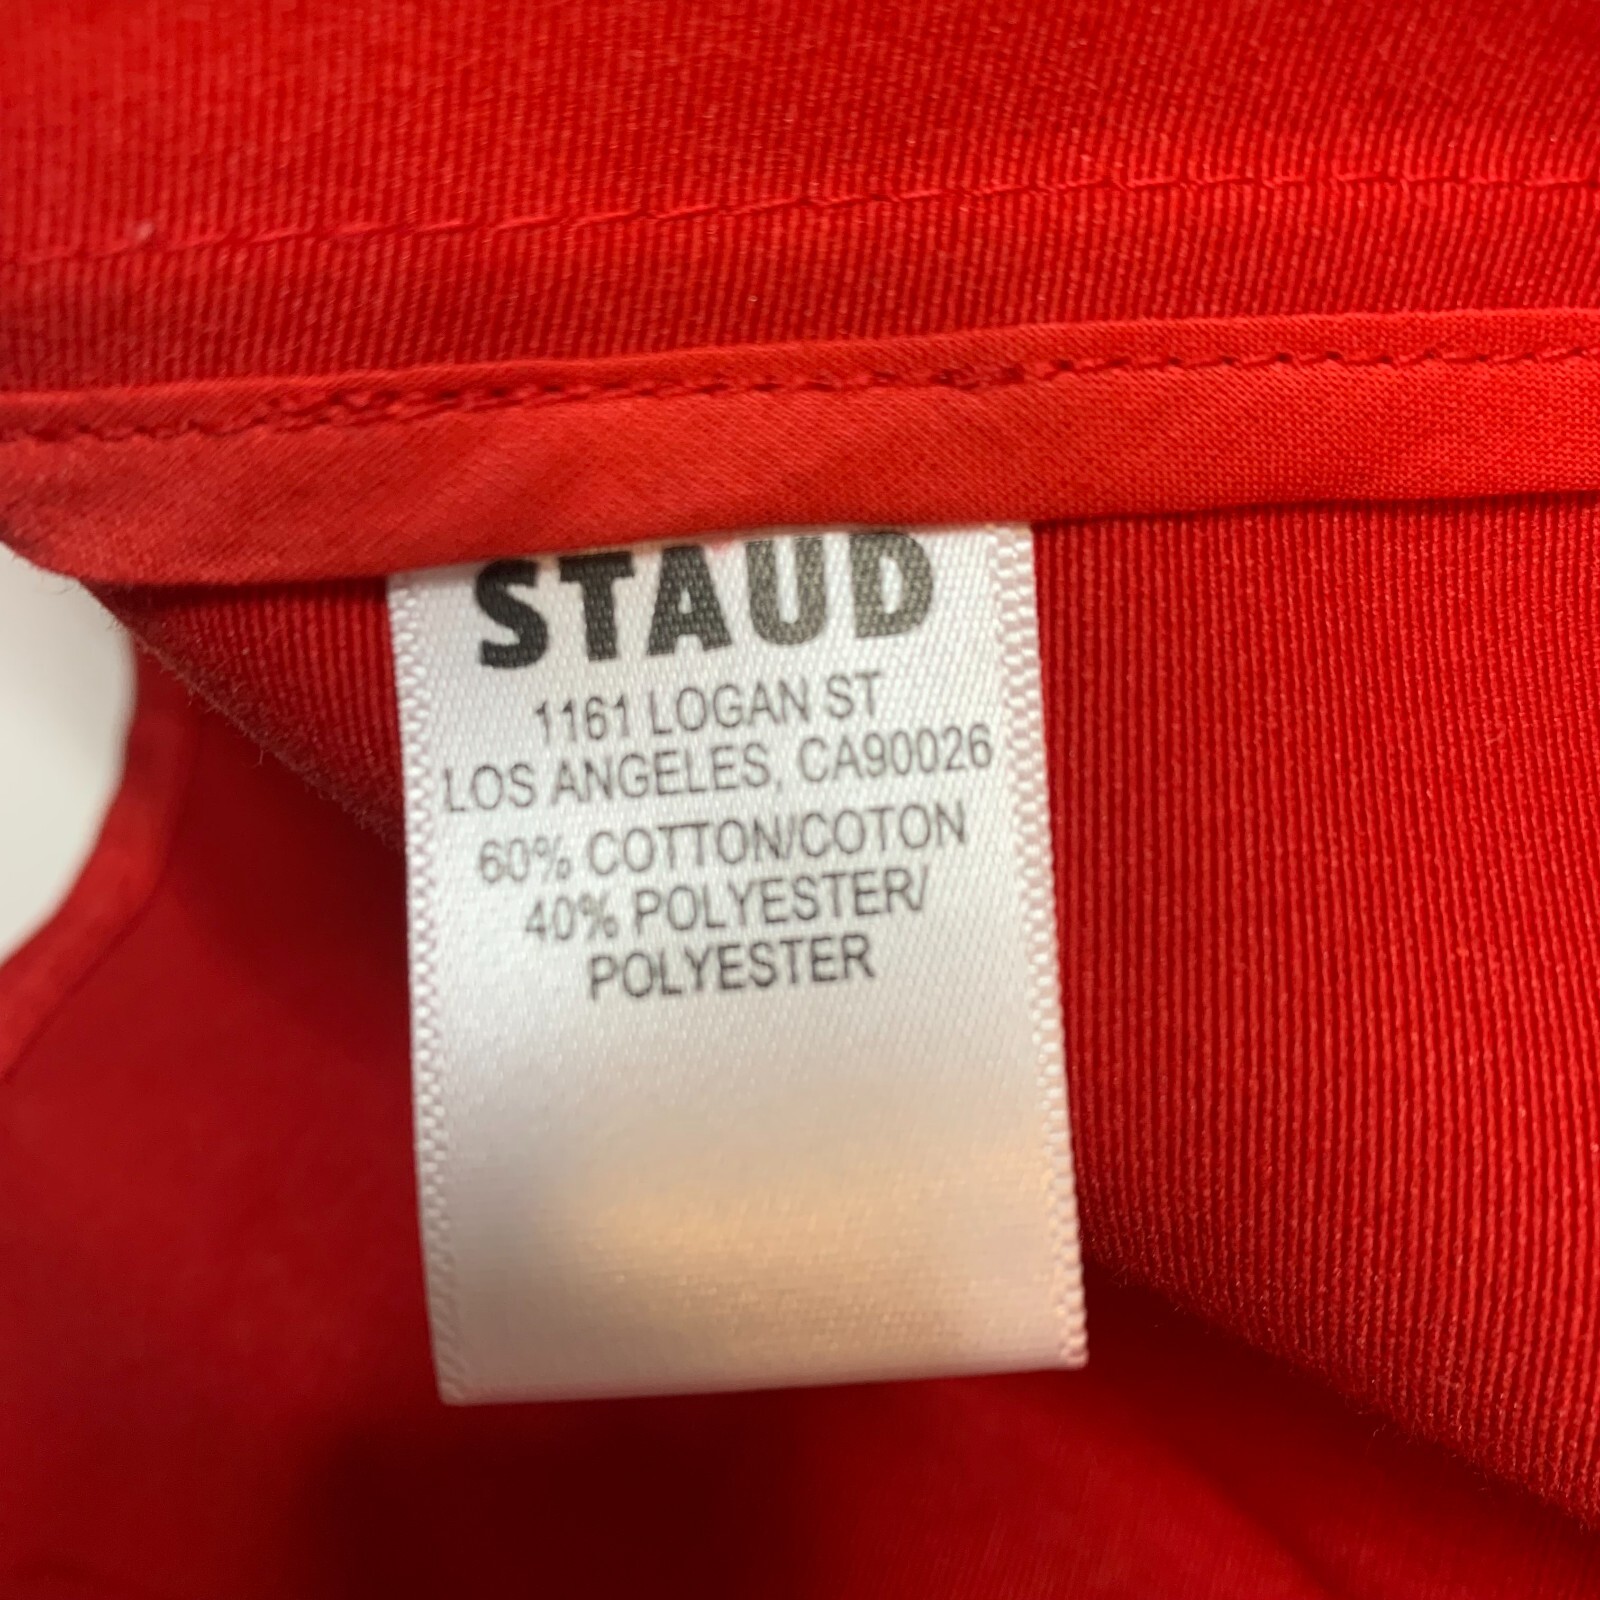 STAUD
1161 LOGAN ST
LOS ANGELES, CA90026
60% COTTON/COTON
40% POLYESTER/
POLYESTER